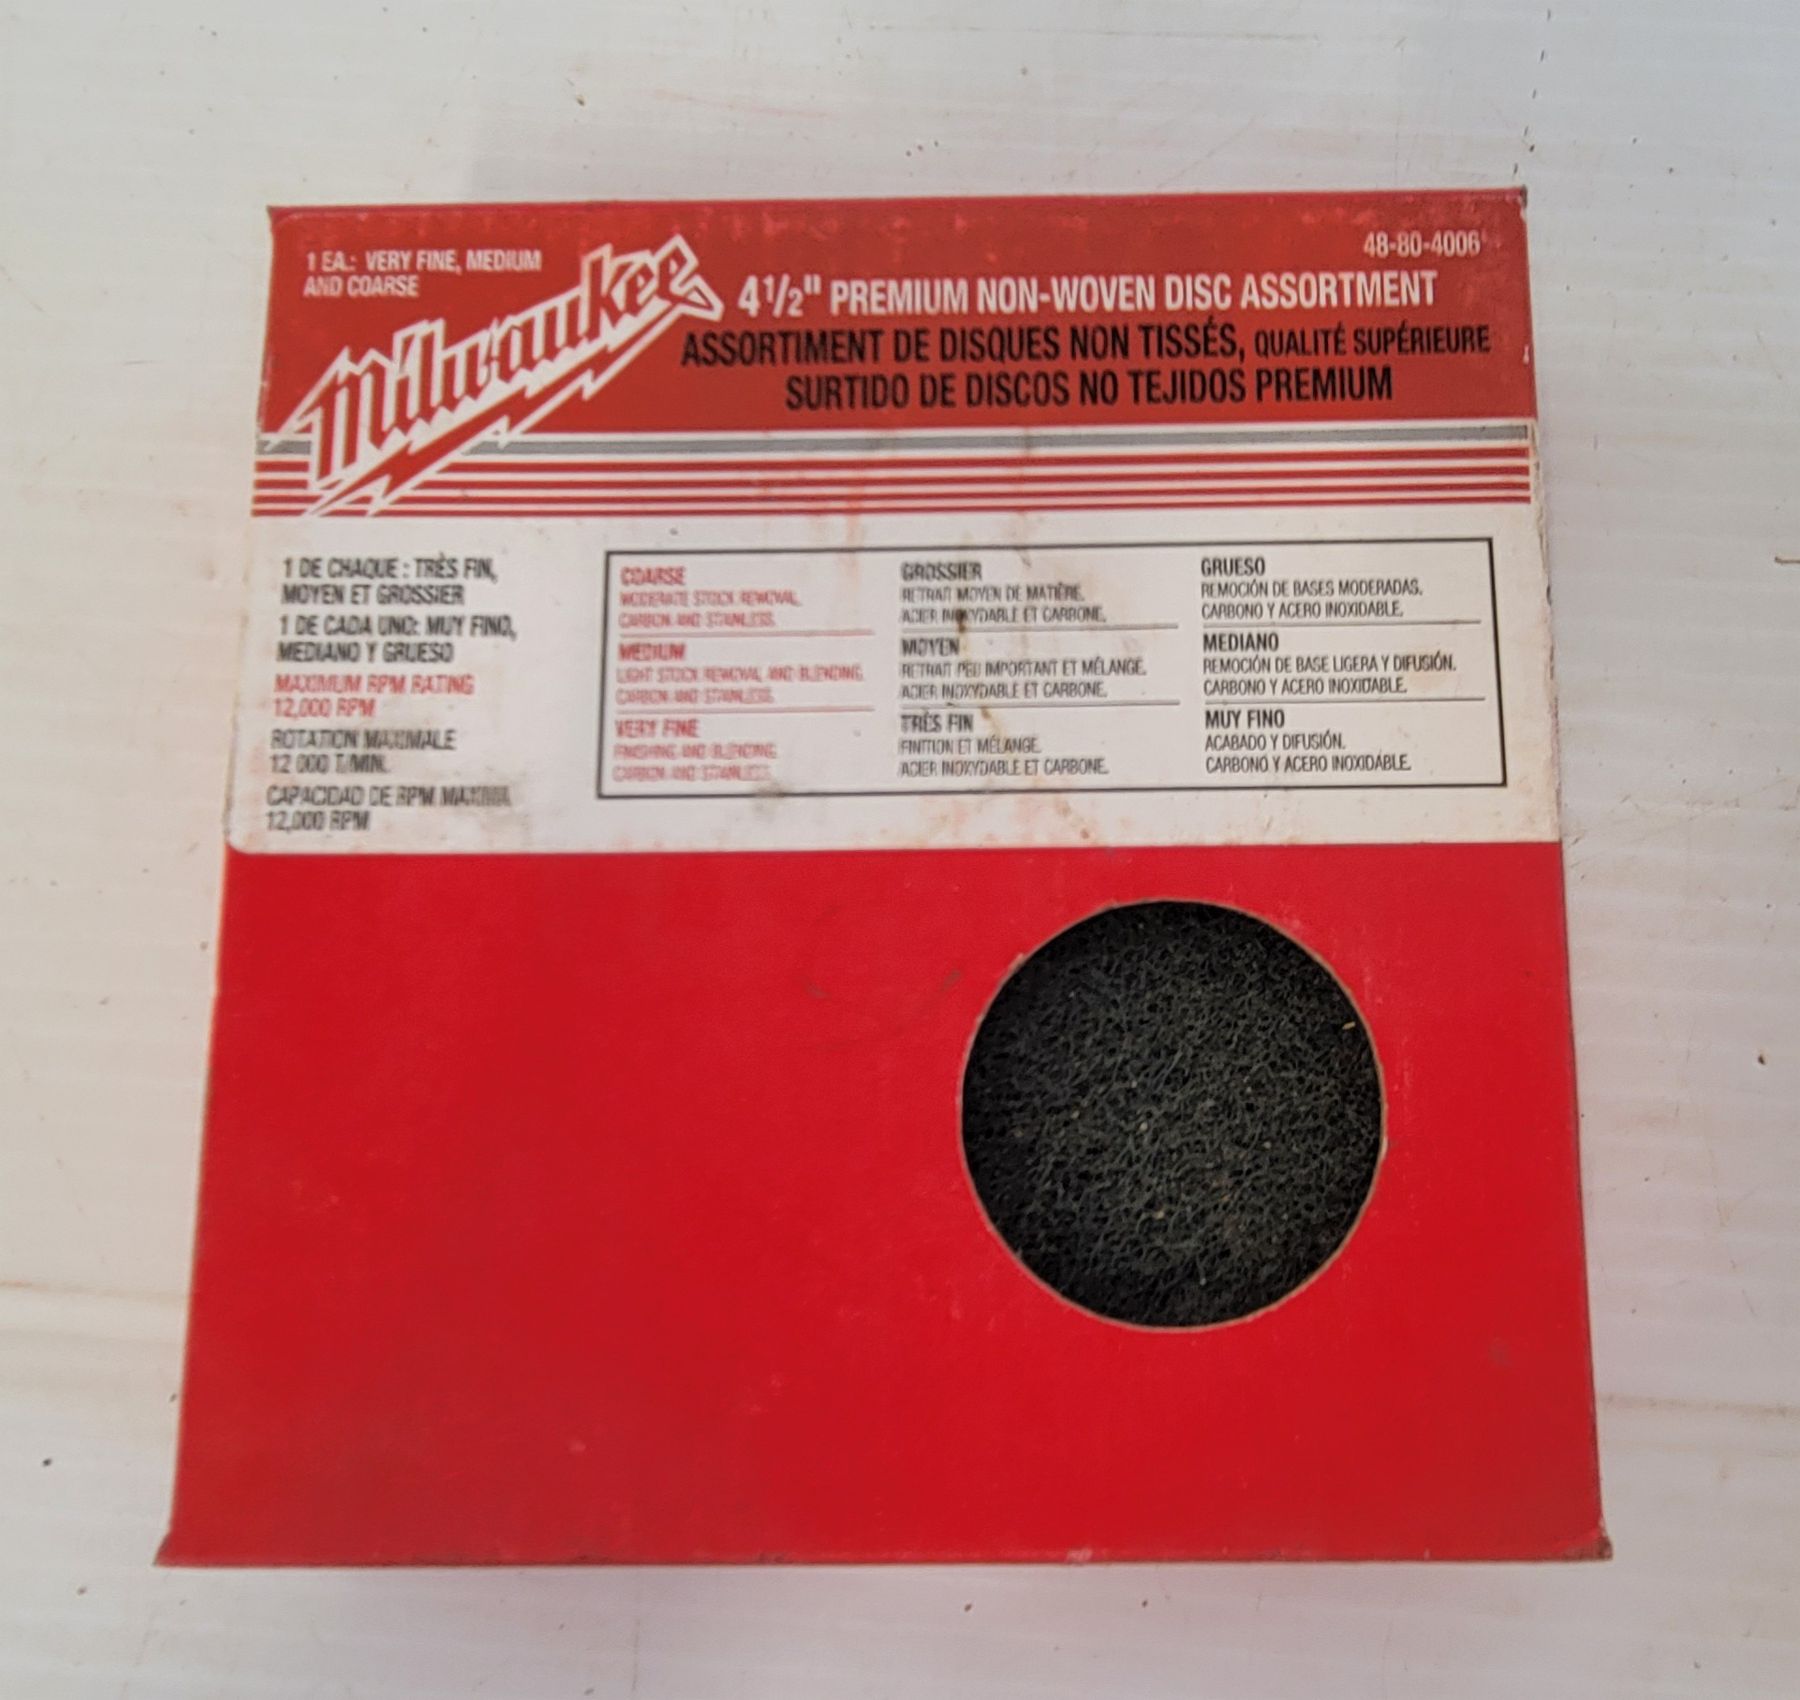 1 EA.: VERY FINE, MEDIUM
AND COARSE
Milwaukee
48-80-4006
4 1/2" PREMIUM NON-WOVEN DISC ASSORTMENT
ASSORTIMENT DE DISQUES NON TISSÉS, QUALITÉ SUPÉRIEURE
SURTIDO DE DISCOS NO TEJIDOS PREMIUM
1 DE CHAQUE : TRÈS FIN,
MOYEN ET GROSSIER
1 DE CADA UNO: MUY FINO,
MEDIANO Y GRUESO
MAXIMUM RPM RATING
12,000 RPM
ROTATION MAXIMALE
12 000 T/MIN.
CAPACIDAD DE RPM MAXIMA
12,000 RPM
COARSE
MODERATE STOCK REMOVAL.
CARBON AND STAINLESS.
MEDIUM
LIGHT STOCK REMOVAL AND BLENDING.
CARBON AND STAINLESS.
VERY FINE
FINISHING AND BLENDING.
CARBON AND STAINLESS.
GROSSIER
RETRAIT MOYEN DE MATIÈRE.
ACIER INOXYDABLE ET CARBONE.
MOYEN
RETRAIT PEU IMPORTANT ET MÉLANGE.
ACIER INOXYDABLE ET CARBONE.
TRÈS FIN
FINITION ET MÉLANGE.
ACIER INOXYDABLE ET CARBONE.
GRUESO
REMOCIÓN DE BASES MODERADAS.
CARBONO Y ACERO INOXIDABLE.
MEDIANO
REMOCIÓN DE BASE LIGERA Y DIFUSIÓN.
CARBONO Y ACERO INOXIDABLE.
MUY FINO
ACABADO Y DIFUSIÓN.
CARBONO Y ACERO INOXIDABLE.